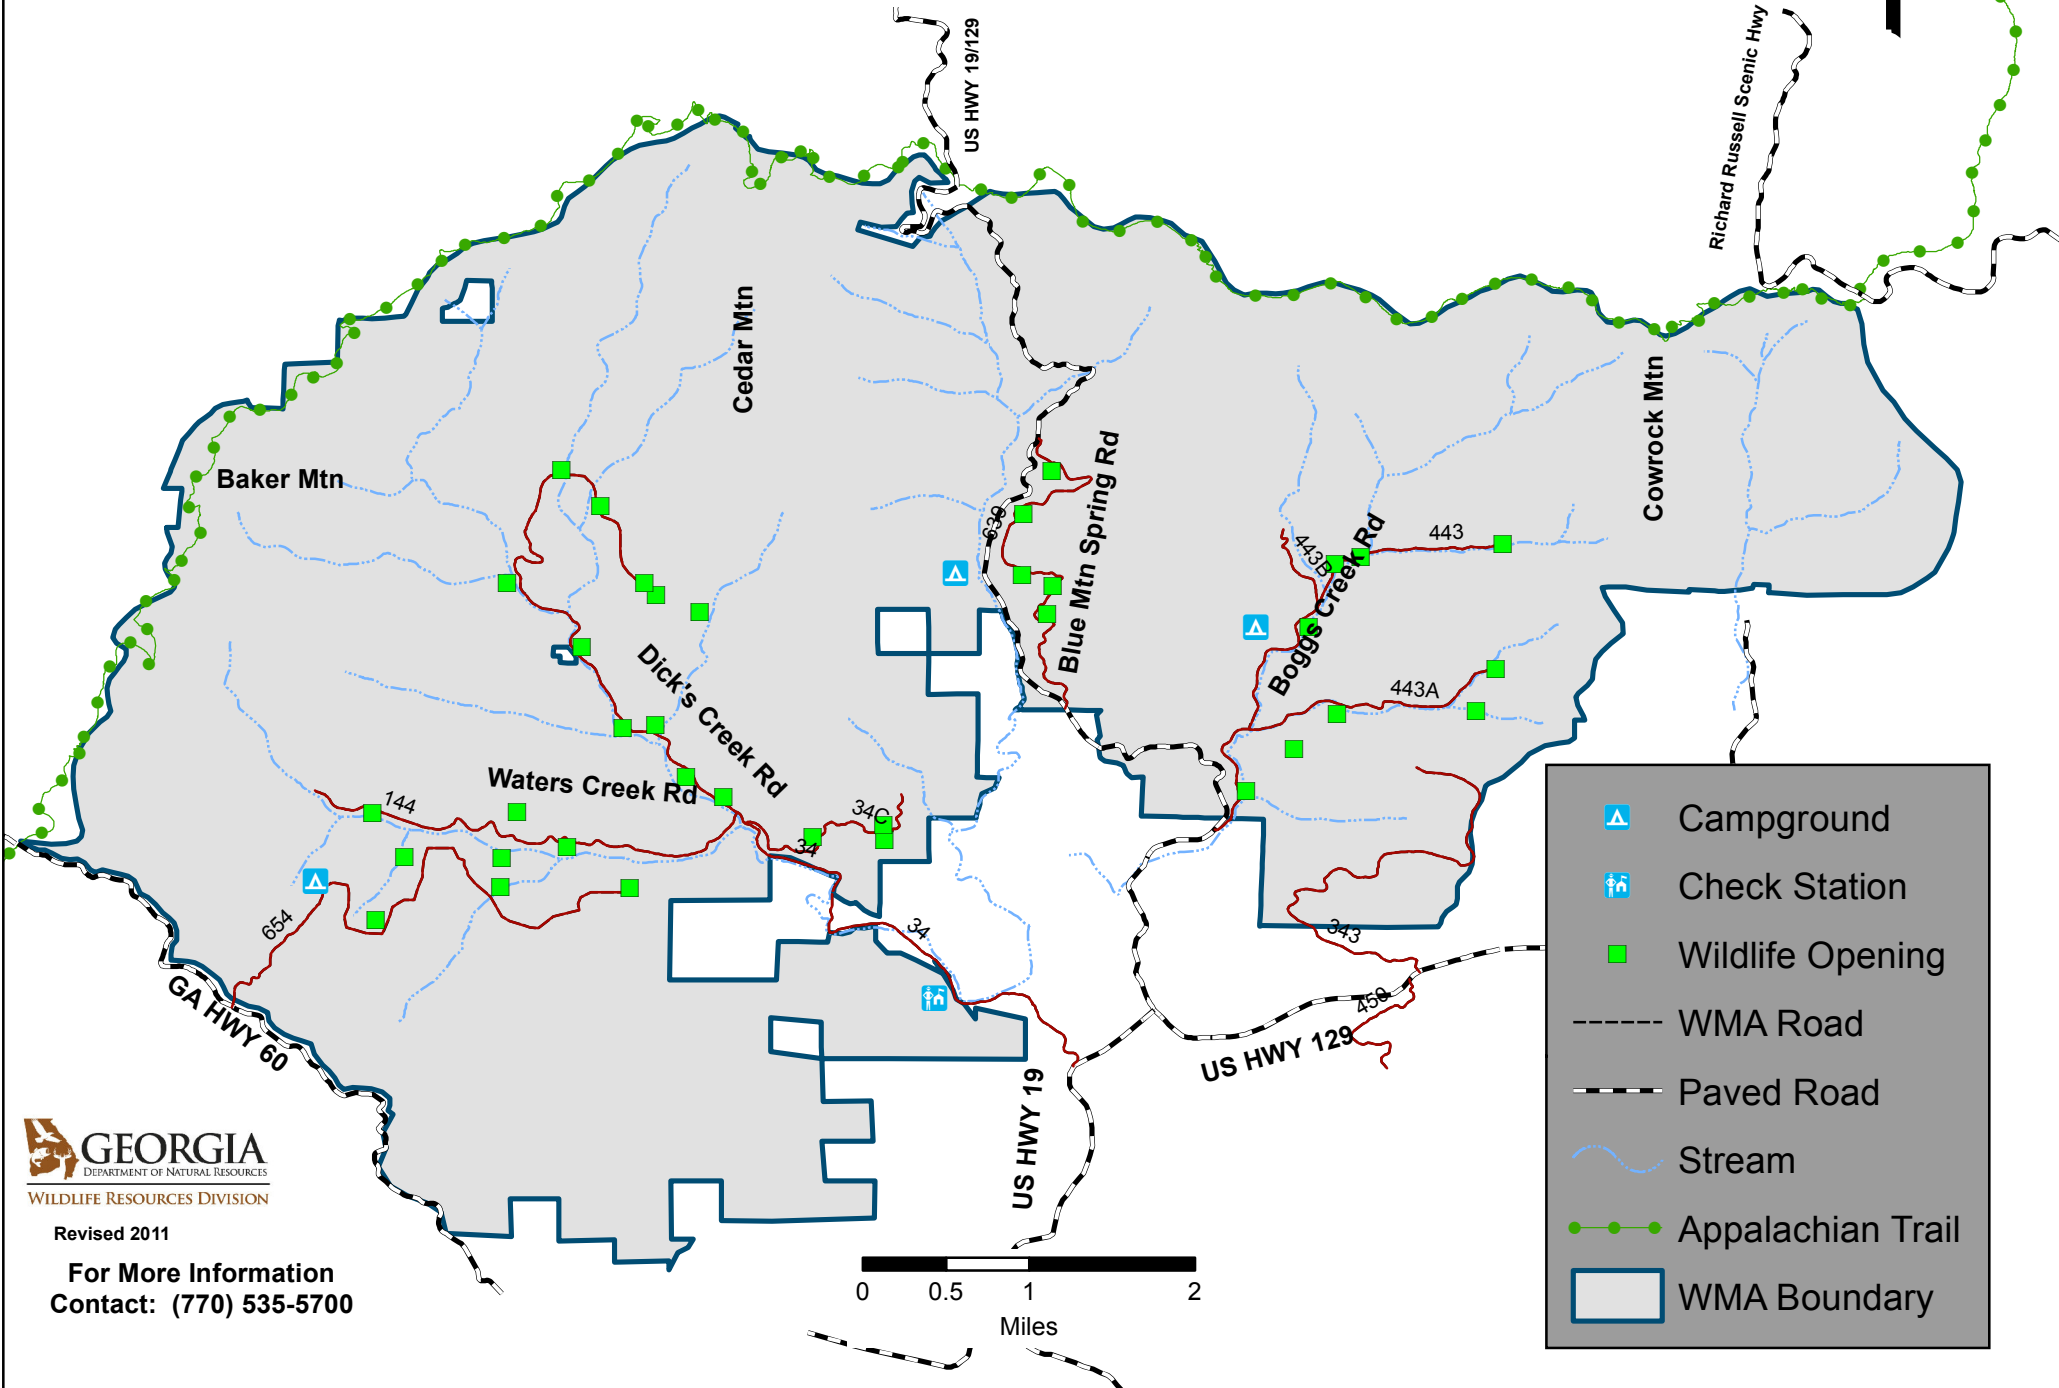 US HWY 19/129
Richard Russell Scenic Hwy
Cedar Mtn
Cowrock Mtn
Baker Mtn
639
Blue Mtn Spring Rd
443B
Boggs Creek Rd
443
443A
Dick's Creek Rd
Waters Creek Rd
144
34C
34
654
34
343
450
GA HWY 60
US HWY 129
US HWY 19
Campground
Check Station
Wildlife Opening
WMA Road
Paved Road
Stream
Appalachian Trail
WMA Boundary
GEORGIA
DEPARTMENT OF NATURAL RESOURCES
WILDLIFE RESOURCES DIVISION
Revised 2011
For More Information
Contact: (770) 535-5700
0 0.5 1 2
Miles